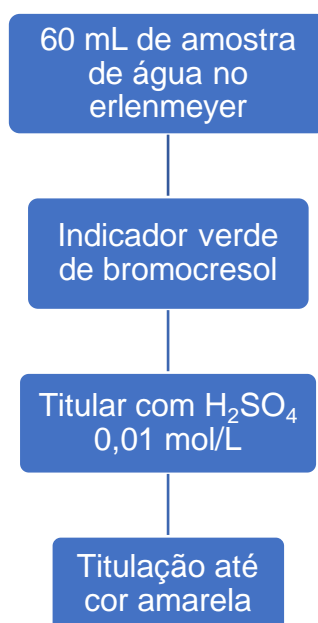 60 mL de amostra
de água no
erlenmeyer
Indicador verde
de bromocresol
Titular com H₂SO₄
0,01 mol/L
Titulação até
cor amarela